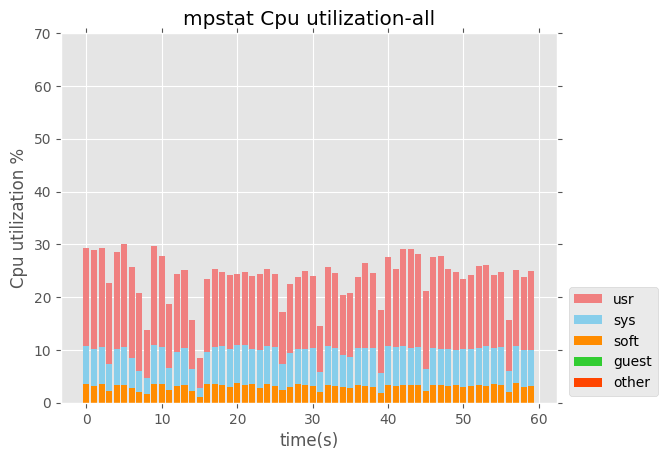 mpstat Cpu utilization-all
70
60
50
40
30
20
10
0
Cpu utilization %
0 10 20 30 40 50 60
time(s)
usr
sys
soft
guest
other